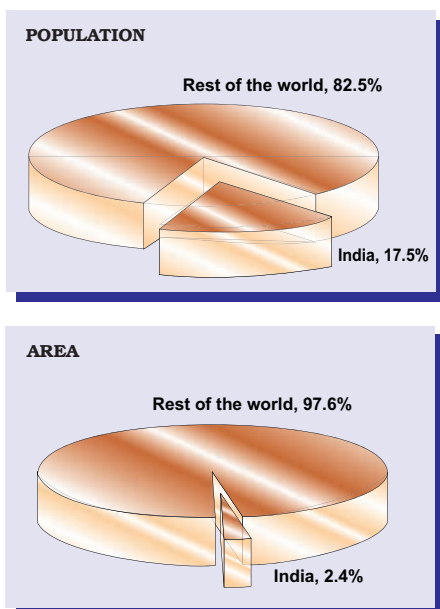 POPULATION
Rest of the world, 82.5%
India, 17.5%
AREA
Rest of the world, 97.6%
India, 2.4%